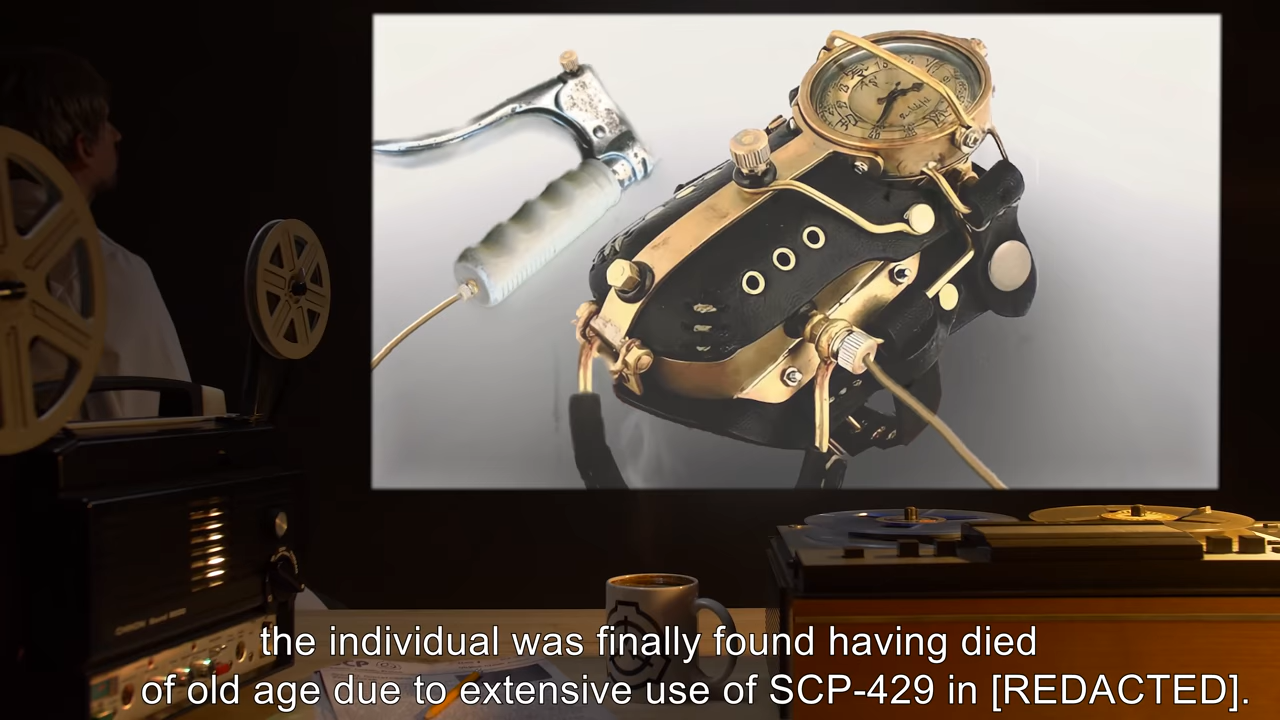 the individual was finally found having died
of old age due to extensive use of SCP-429 in [REDACTED].